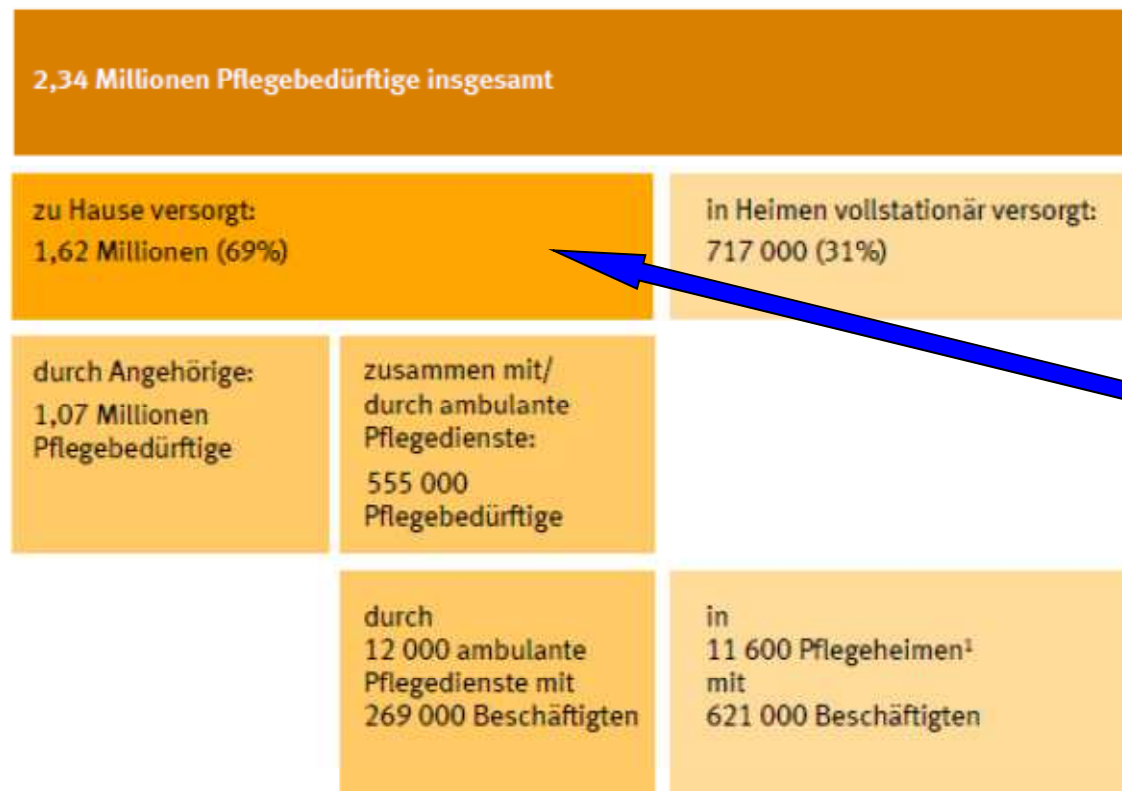 2,34 Millionen Pflegebedürftige insgesamt
zu Hause versorgt:
1,62 Millionen (69%)
in Heimen vollstationär versorgt:
717 000 (31%)
durch Angehörige:
1,07 Millionen
Pflegebedürftige
zusammen mit/
durch ambulante
Pflegedienste:
555 000
Pflegebedürftige
durch
12 000 ambulante
Pflegedienste mit
269 000 Beschäftigten
in
11 600 Pflegeheimen¹
mit
621 000 Beschäftigten